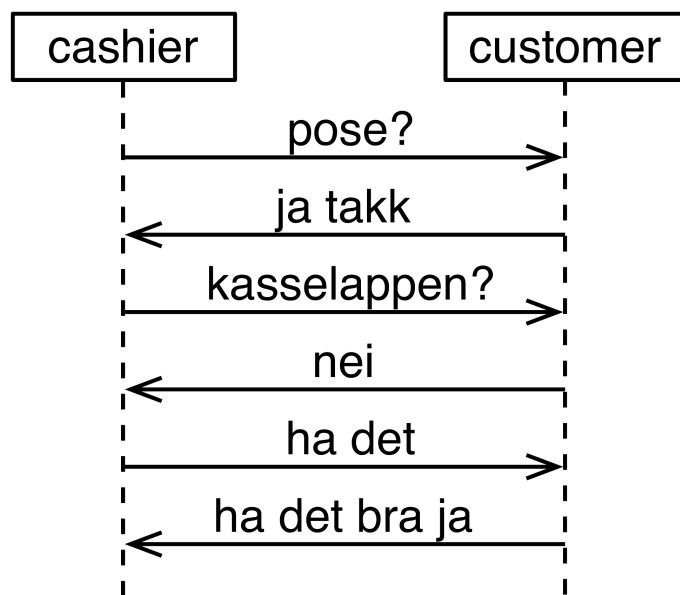 cashier
customer
pose?
ja takk
kasselappen?
nei
ha det
ha det bra ja